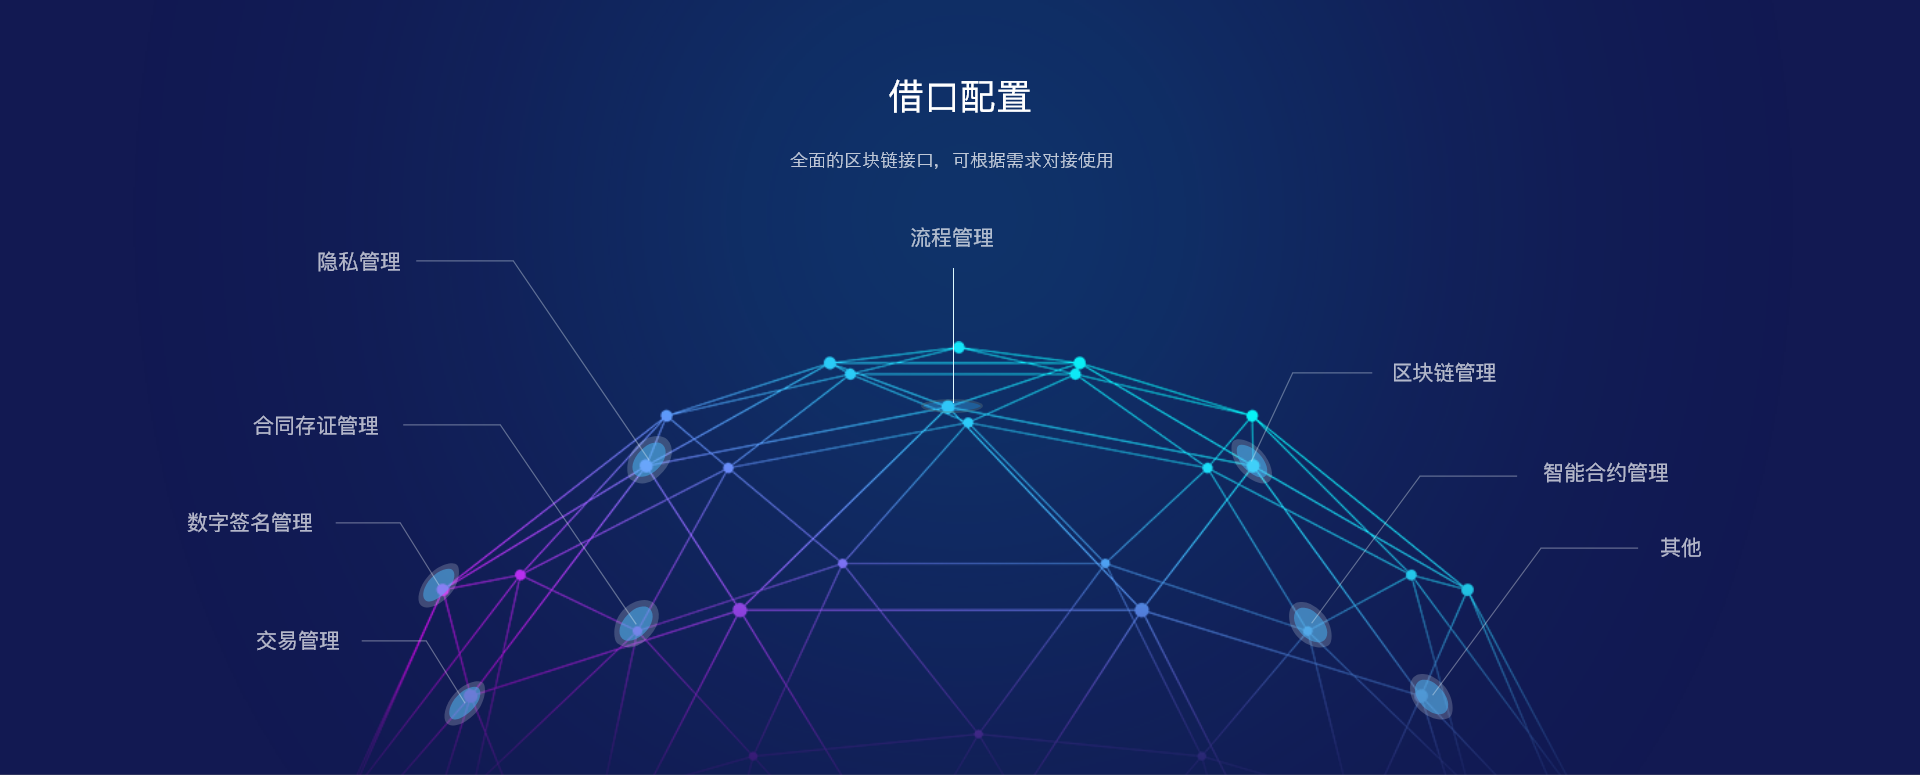 借口配置
全面的区块链接口，可根据需求对接使用
流程管理
隐私管理
区块链管理
合同存证管理
智能合约管理
数字签名管理
其他
交易管理